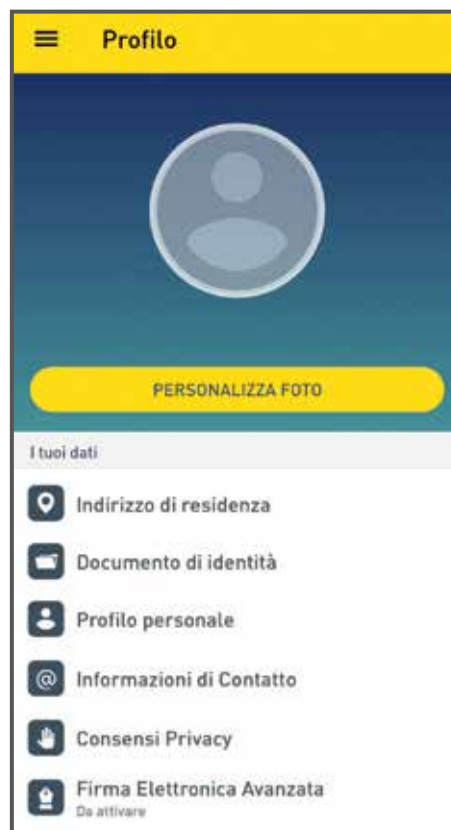 Profilo
PERSONALIZZA FOTO
I tuoi dati
Indirizzo di residenza
Documento di identità
Profilo personale
@ Informazioni di Contatto
Consensi Privacy
Firma Elettronica Avanzata
Da attivare